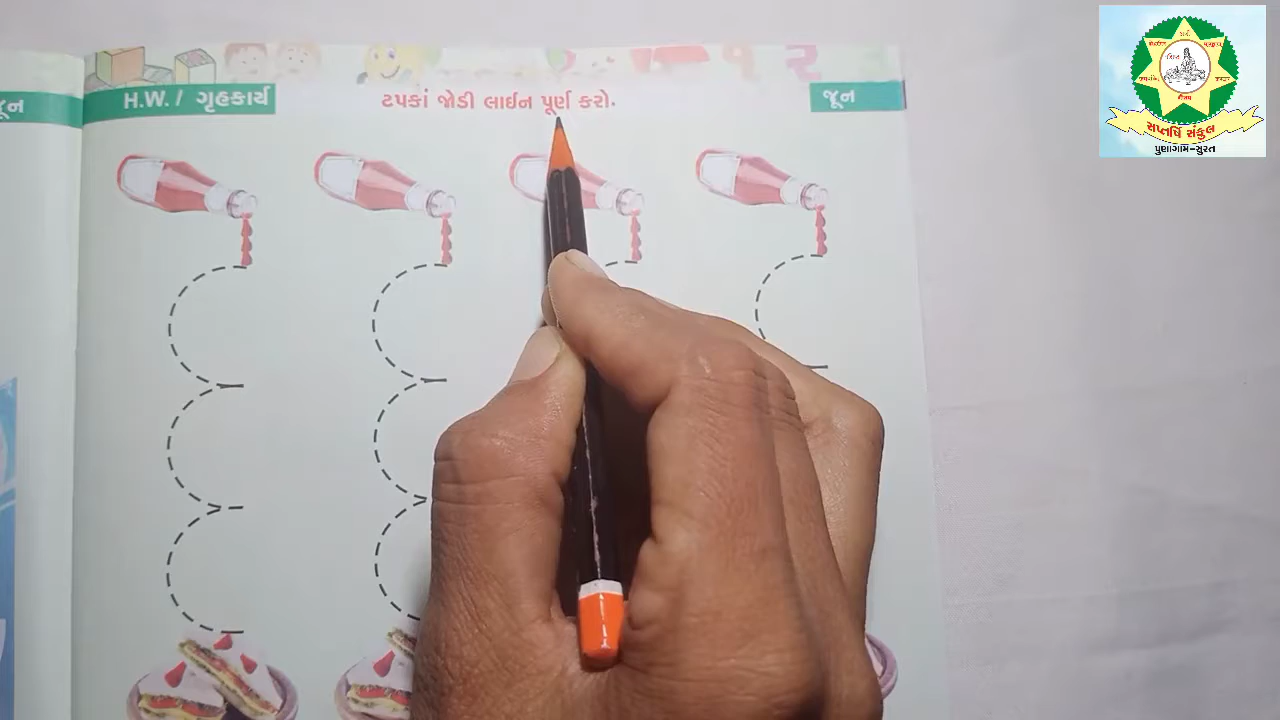 જૂન
H.W. / ગૃહકાર્ય
ટપકાં જોડી લાઈન પૂર્ણ કરો.
જૂન
સપ્તર્ષિ સંકુલ
પુણાગામ-સુરત